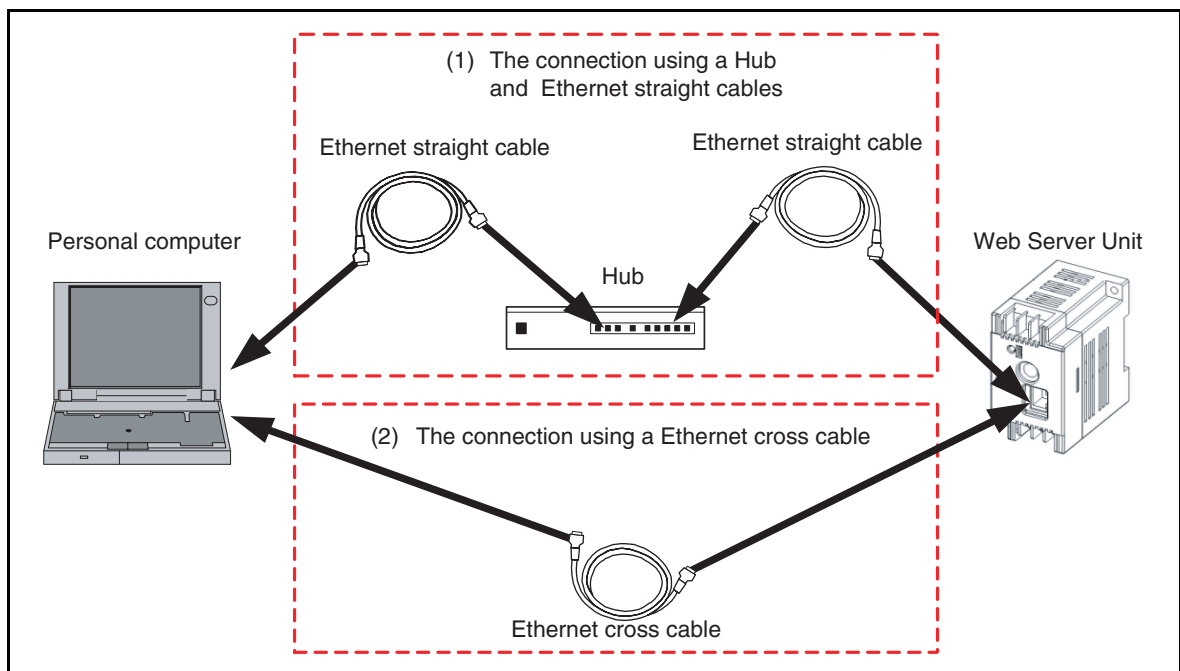 (1) The connection using a Hub
and Ethernet straight cables
Ethernet straight cable
Ethernet straight cable
Personal computer
Hub
Web Server Unit
(2) The connection using a Ethernet cross cable
Ethernet cross cable